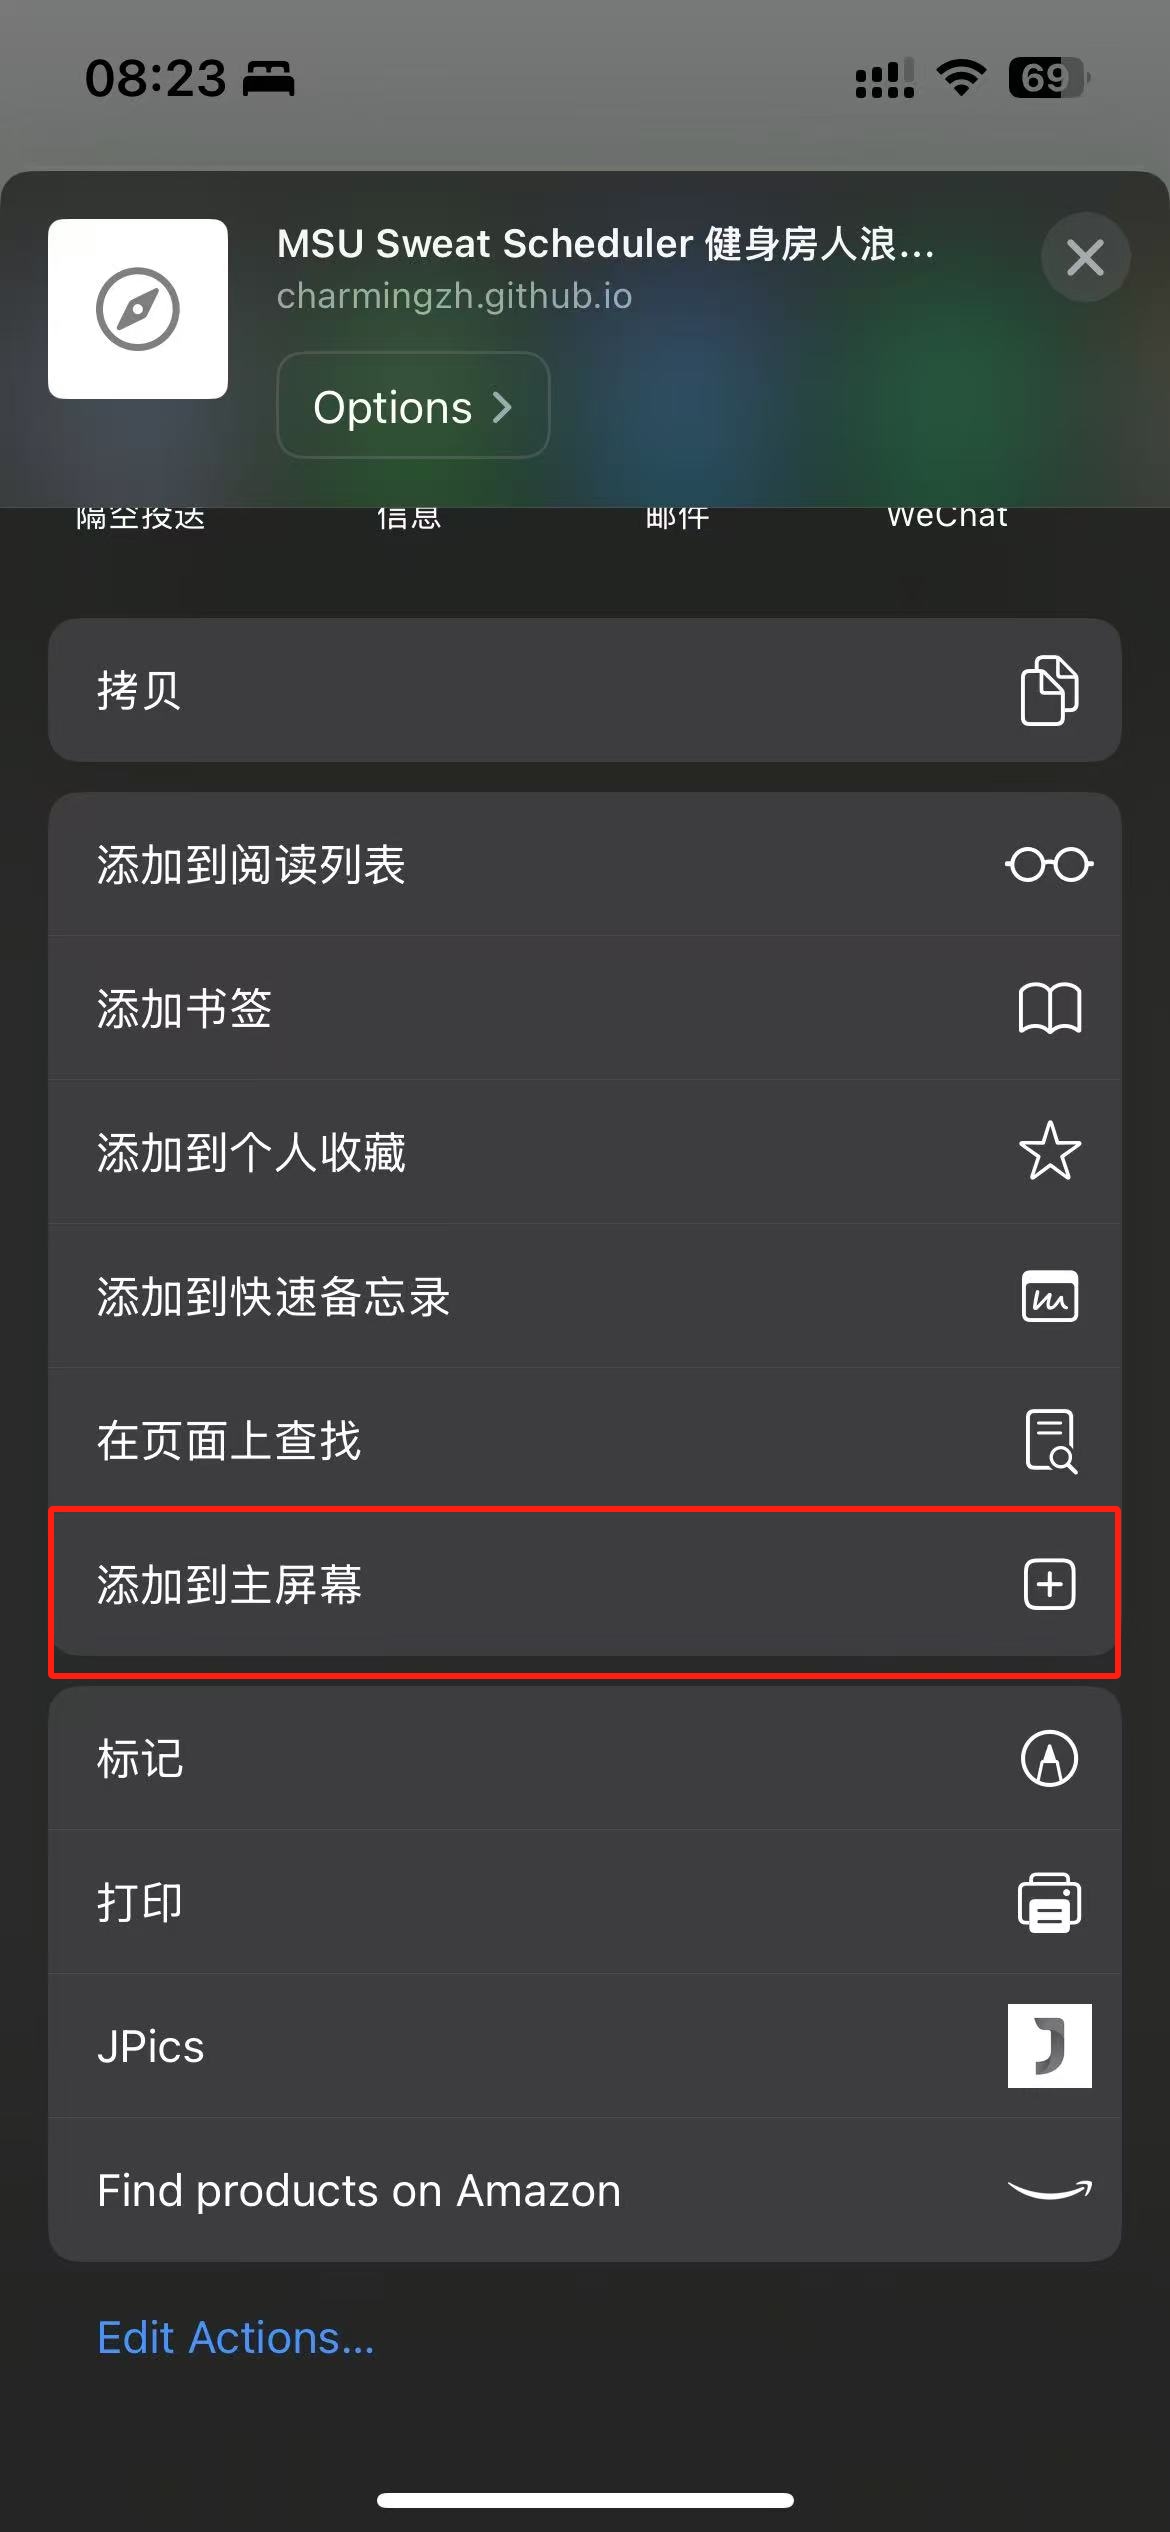 08:23
69
MSU Sweat Scheduler 健身房人浪...
charmingzh.github.io
Options
隔空投送 信息 邮件 WeChat
拷贝
添加到阅读列表
添加书签
添加到个人收藏
添加到快速备忘录
在页面上查找
添加到主屏幕
标记
打印
JPics
Find products on Amazon
Edit Actions...